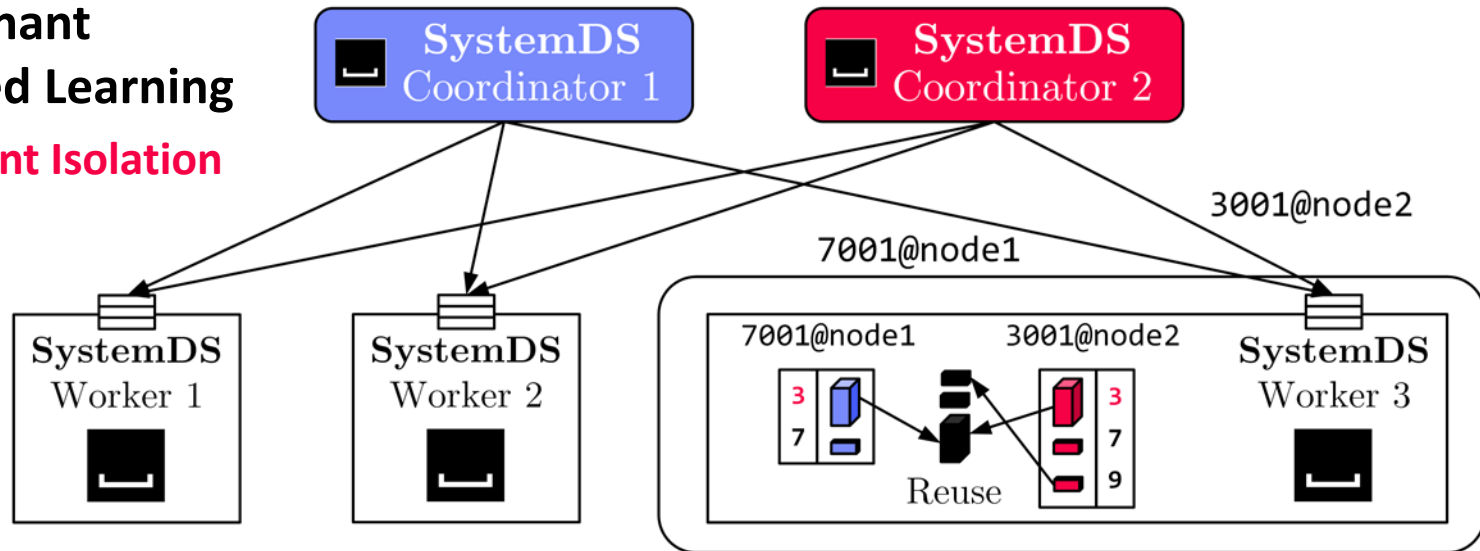 nant
ed Learning
nt Isolation
SystemDS
Coordinator 1
SystemDS
Coordinator 2
3001@node2
7001@node1
SystemDS
Worker 1
SystemDS
Worker 2
7001@node1
3
7
Reuse
3001@node2
3
7
9
SystemDS
Worker 3